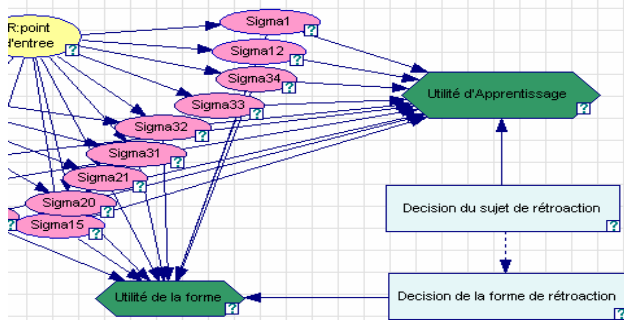 R:point
d'entree
?
Sigma1
?
Sigma12
?
Sigma34
?
Sigma33
?
Utilité d'Apprentissage
?
Sigma32
?
Sigma31
?
Sigma21
?
Sigma20
?
?
Sigma15
?
Decision du sujet de rétroaction
?
Utilité de la forme
?
Decision de la forme de rétroaction
?